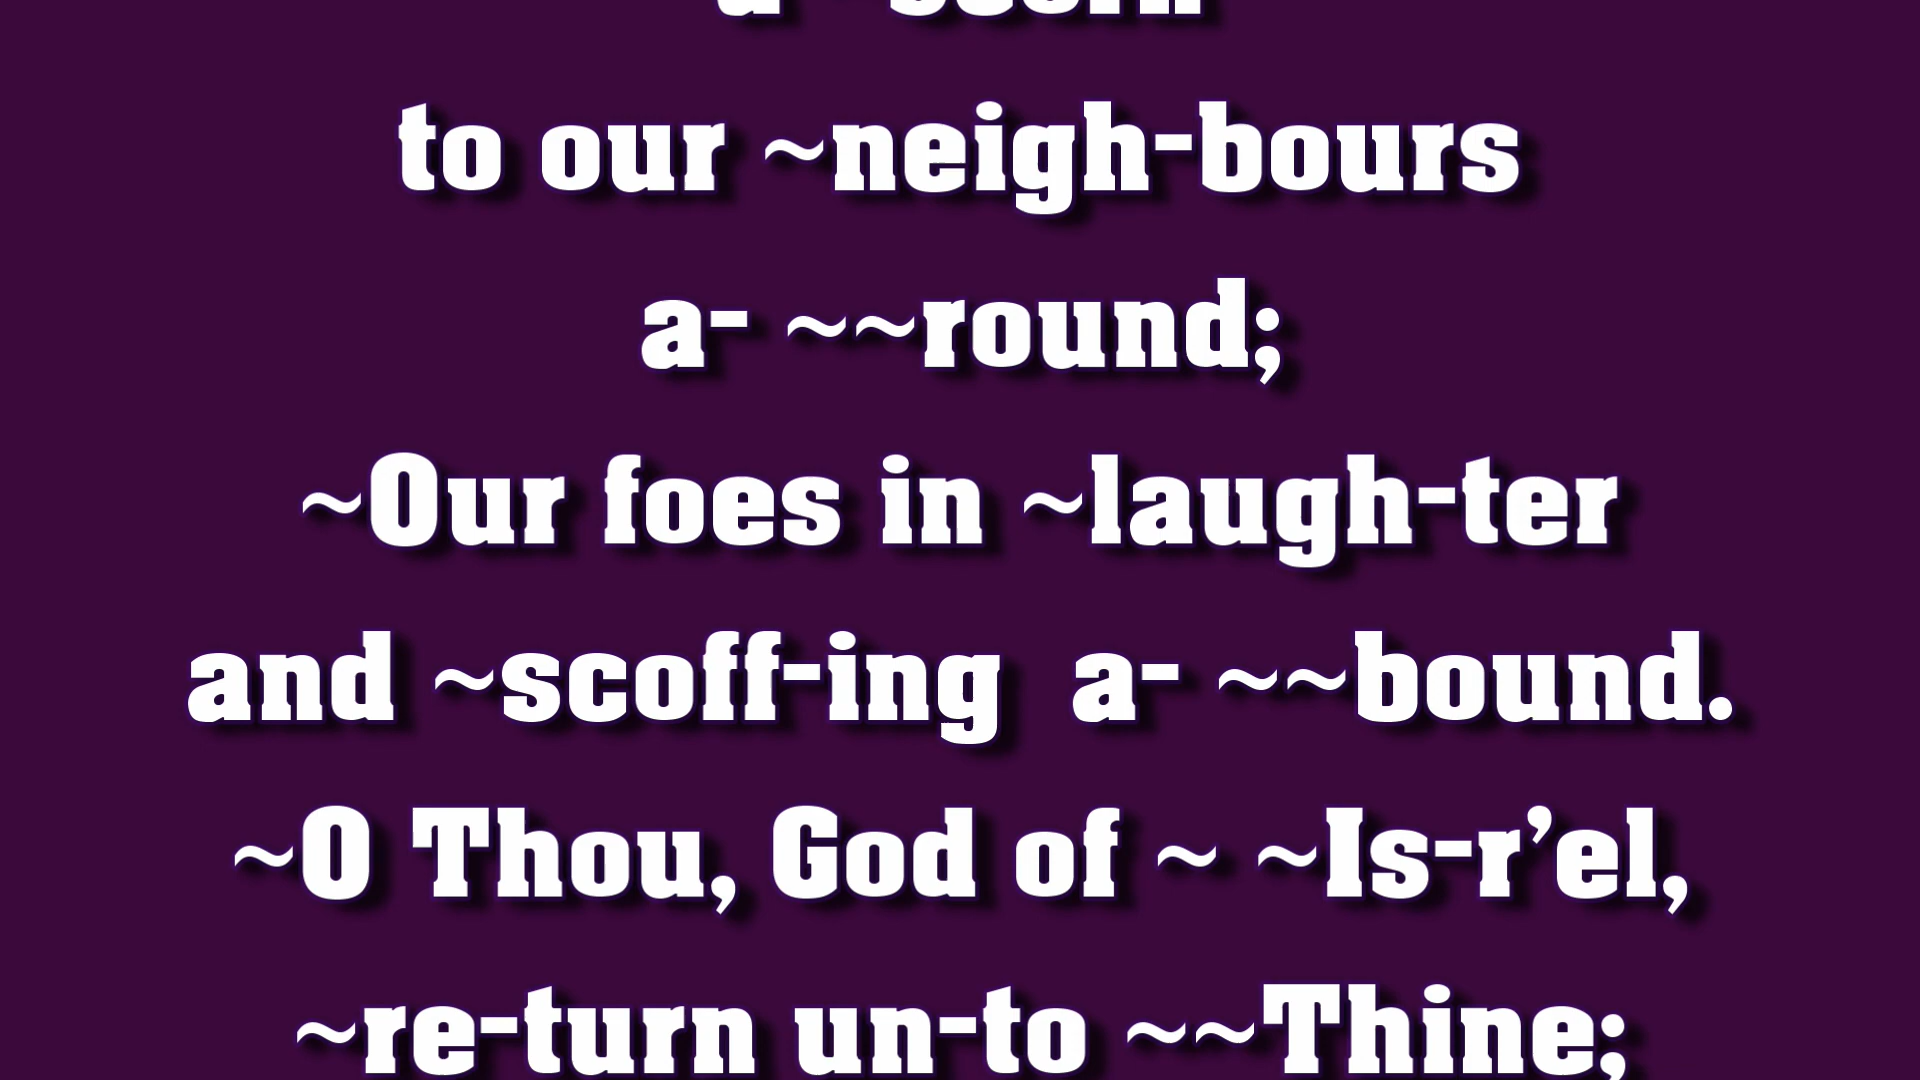 a ~scorn
to our ~neigh-bours
a- ~~round;
~Our foes in ~laugh-ter
and ~scoff-ing  a- ~~bound.
~O Thou, God of ~ ~Is-r’el,
~re-turn un-to ~~Thine;